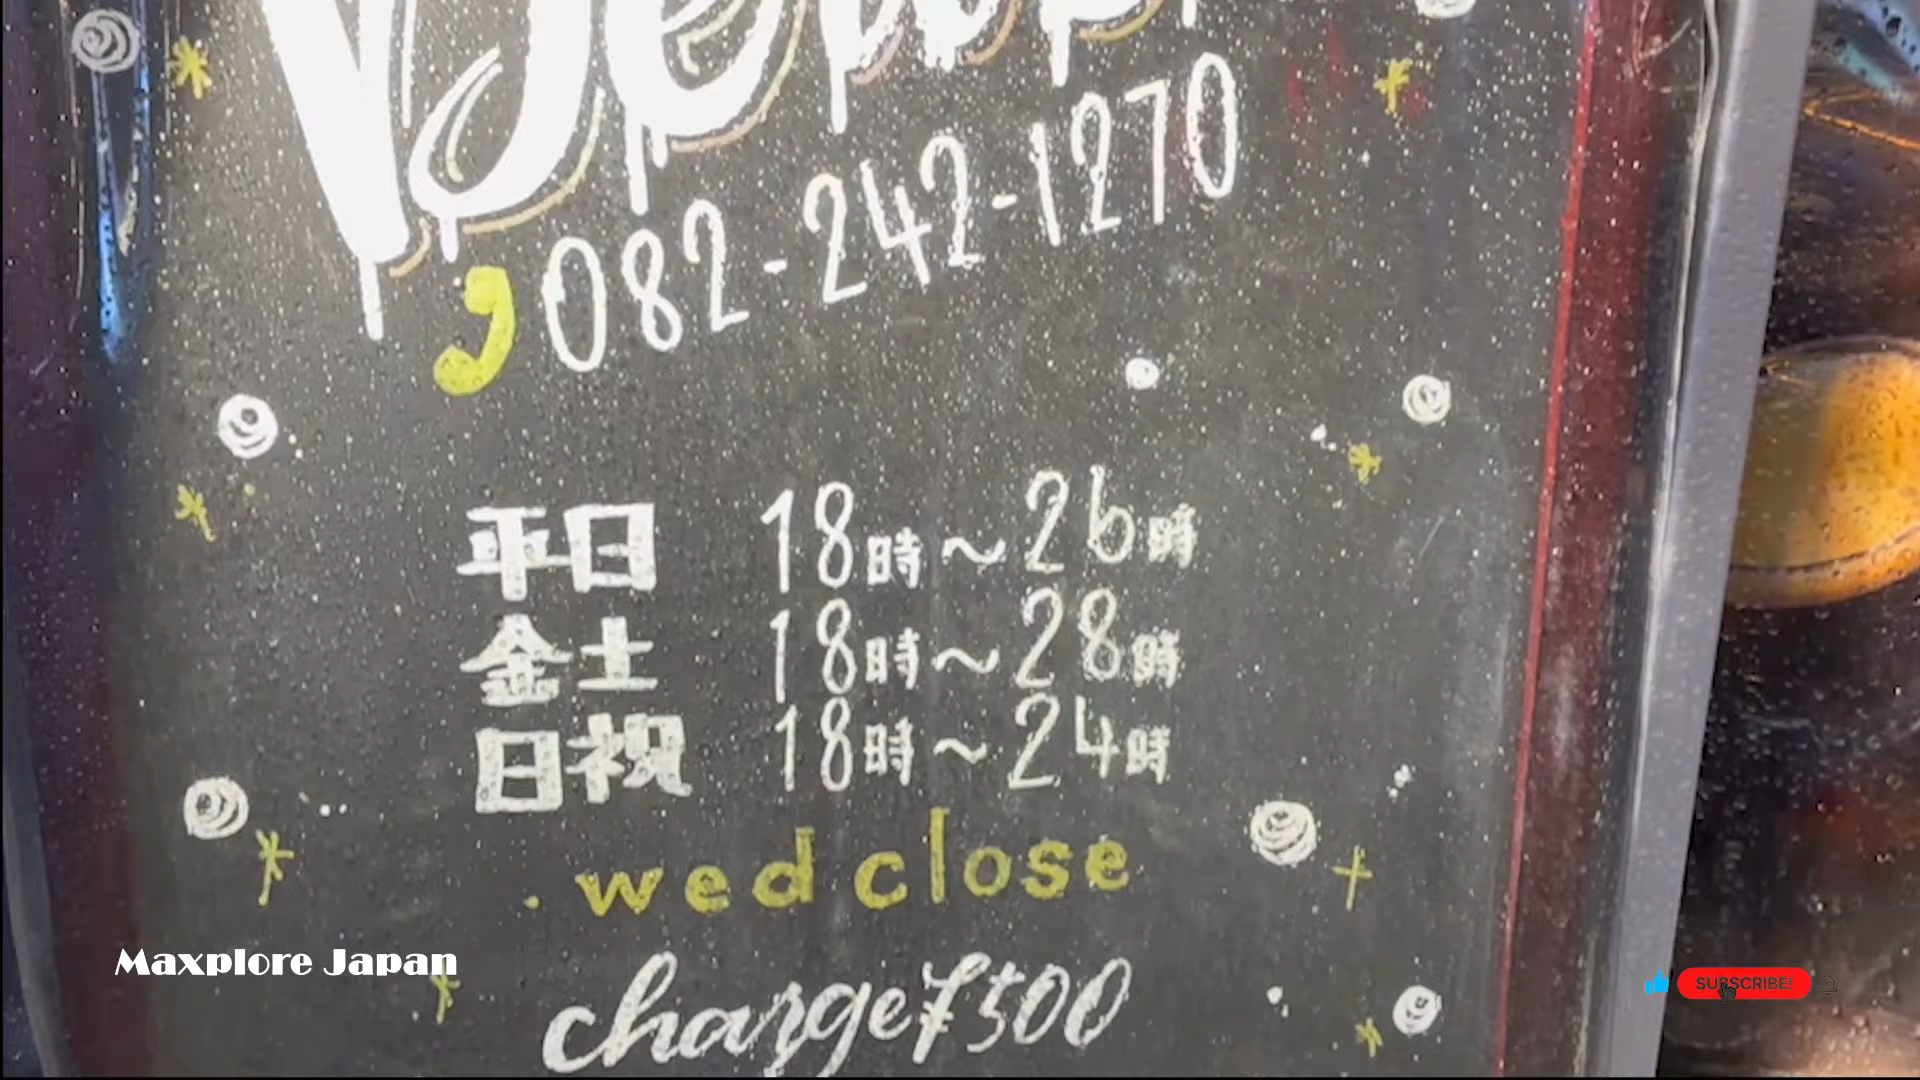 082-242-1270
平日 18時～26時
金土 18時～28時
日祝 18時～24時
・wed close
charge¥500
Maxplore Japan
SUBSCRIBE!